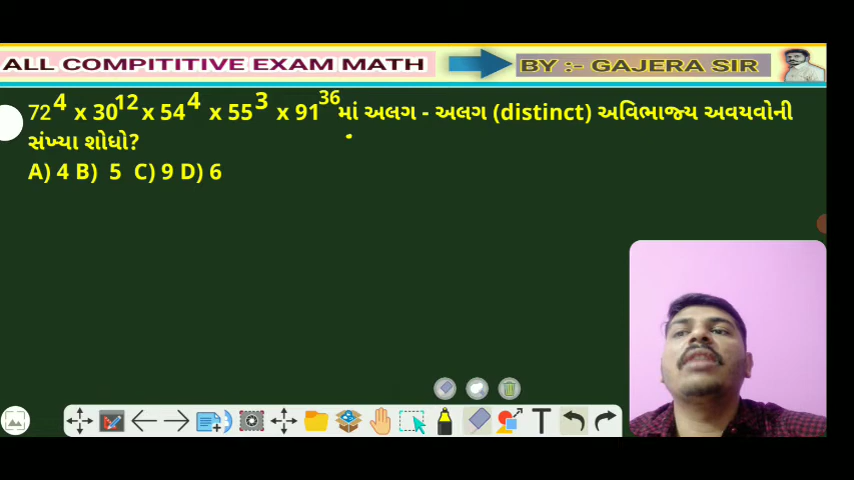 ALL COMPITITIVE EXAM MATH BY :- GAJERA SIR
72⁴ x 30¹² x 54⁴ x 55³ x 91³⁶ માં અલગ - અલગ (distinct) અવિભાજ્ય અવયવોની
સંખ્યા શોધો?
A) 4 B) 5 C) 9 D) 6
T